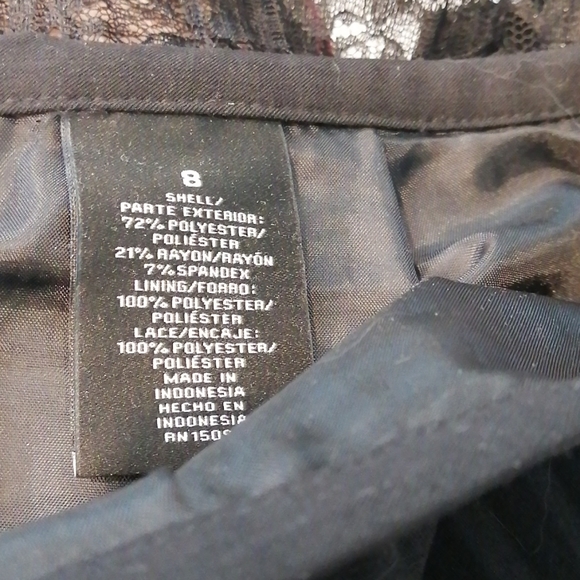 8
SHELL/
PARTE EXTERIOR:
72% POLYESTER/
POLIÉSTER
21% RAYON/RAYÓN
7% SPANDEX
LINING/FORRO:
100% POLYESTER/
POLIÉSTER
LACE/ENCAJE:
100% POLYESTER/
POLIÉSTER
MADE IN
INDONESIA
HECHO EN
INDONESIA
RN